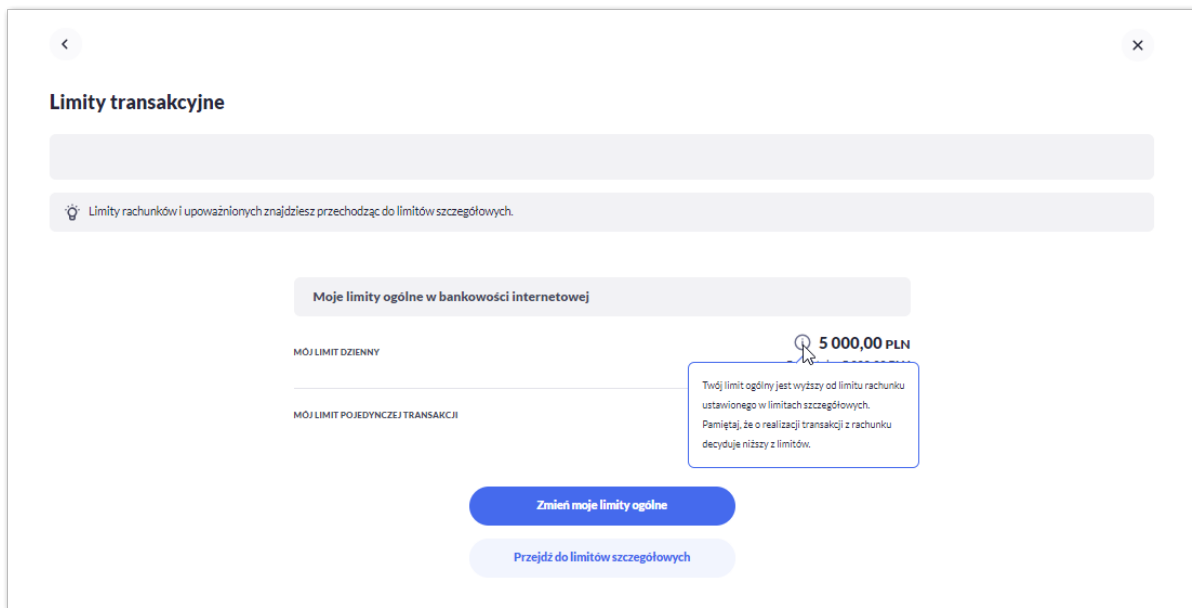 Limity transakcyjne
Limity rachunków i upoważnionych znajdziesz przechodząc do limitów szczegółowych.
Moje limity ogólne w bankowości internetowej
MÓJ LIMIT DZIENNY
5 000,00 PLN
Twój limit ogólny jest wyższy od limitu rachunku
ustawionego w limitach szczegółowych.
Pamiętaj, że o realizacji transakcji z rachunku
decyduje niższy z limitów.
MÓJ LIMIT POJEDYNCZEJ TRANSAKCJI
Zmień moje limity ogólne
Przejdź do limitów szczegółowych